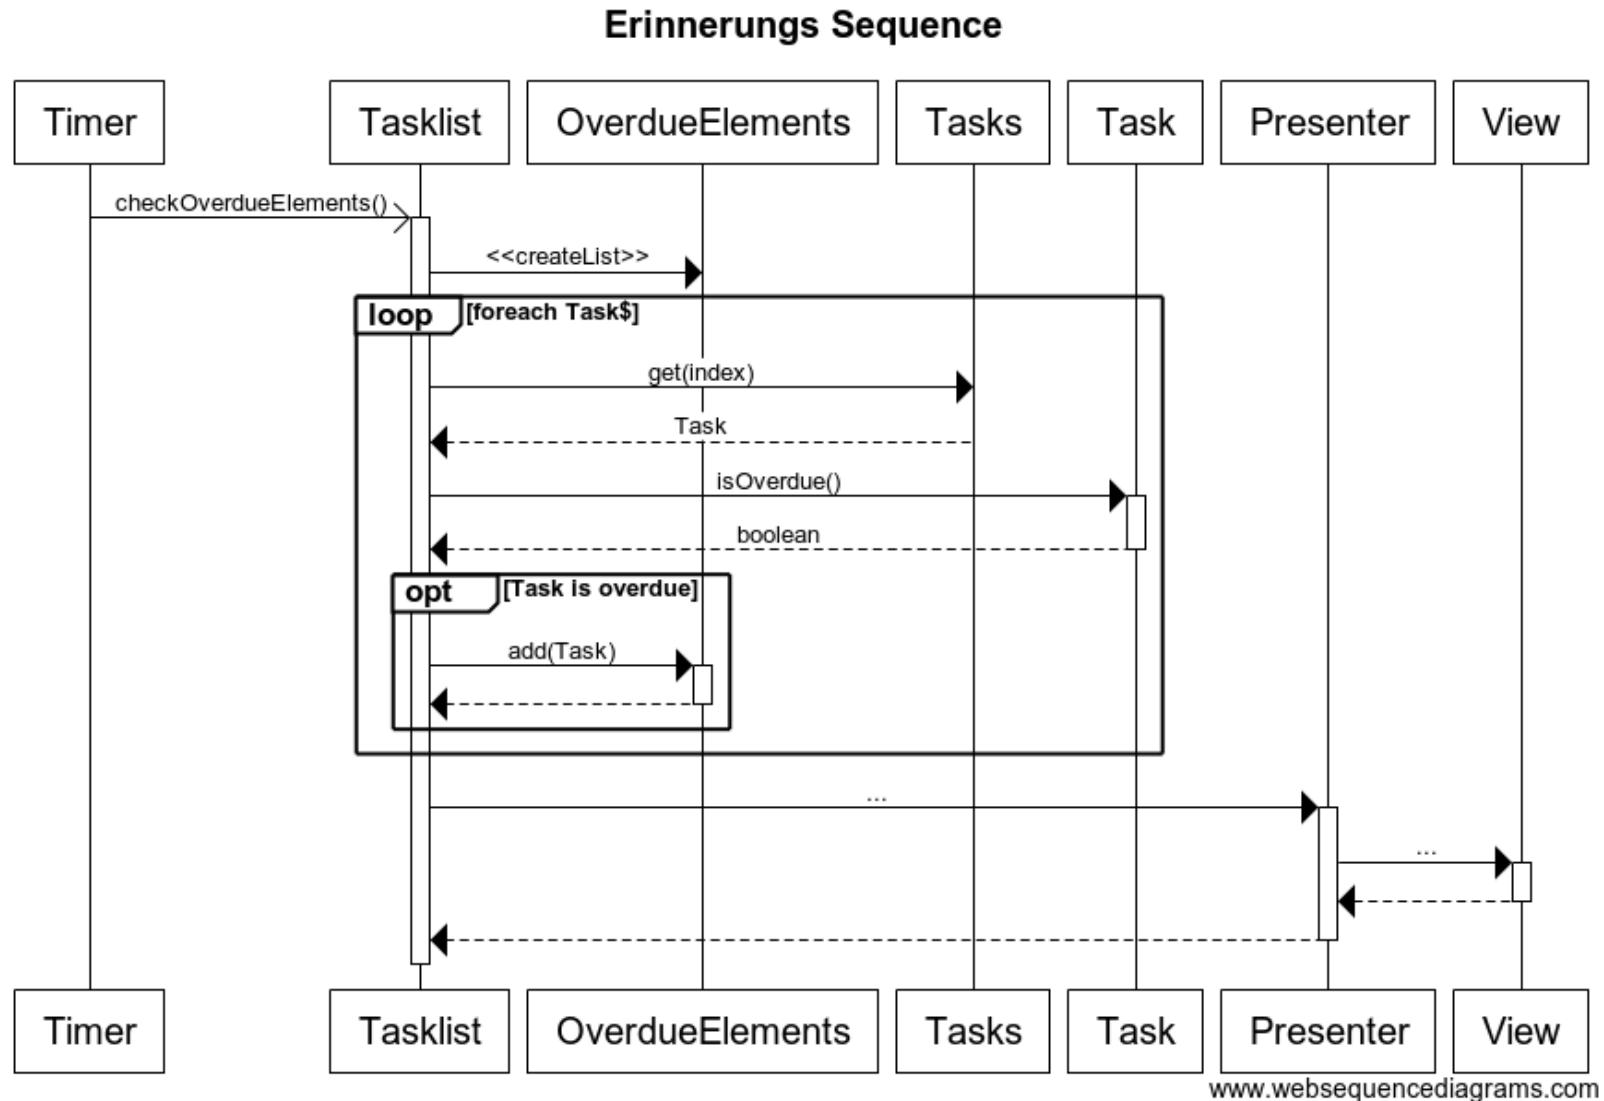 Erinnerungs Sequence
Timer
Tasklist
OverdueElements
Tasks
Task
Presenter
View
checkOverdueElements()
<<createList>>
loop
[foreach Task$]
get(index)
Task
isOverdue()
boolean
opt
[Task is overdue]
add(Task)
...
...
Timer
Tasklist
OverdueElements
Tasks
Task
Presenter
View
www.websequencediagrams.com